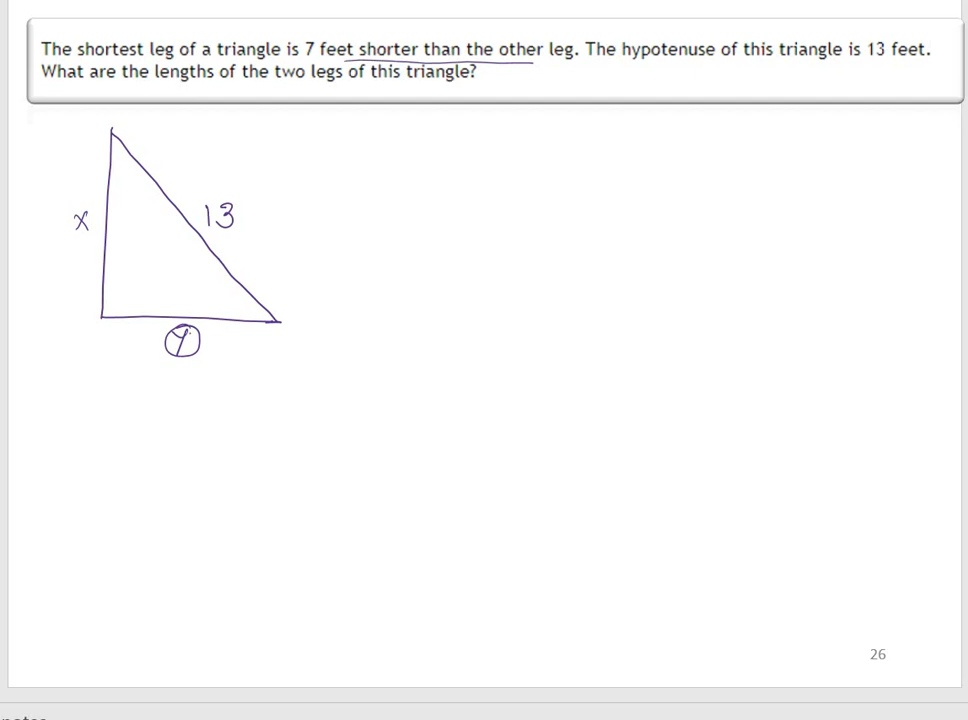 The shortest leg of a triangle is 7 feet shorter than the other leg. The hypotenuse of this triangle is 13 feet.
What are the lengths of the two legs of this triangle?
x
13
y
26
notes